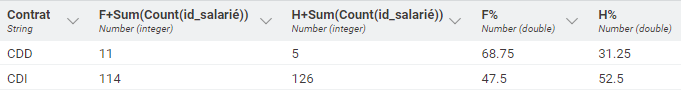 Contrat F+Sum(Count(id_salarié)) H+Sum(Count(id_salarié)) F% H%
String Number (integer) Number (integer) Number (double) Number (double)
CDD 11 5 68.75 31.25
CDI 114 126 47.5 52.5